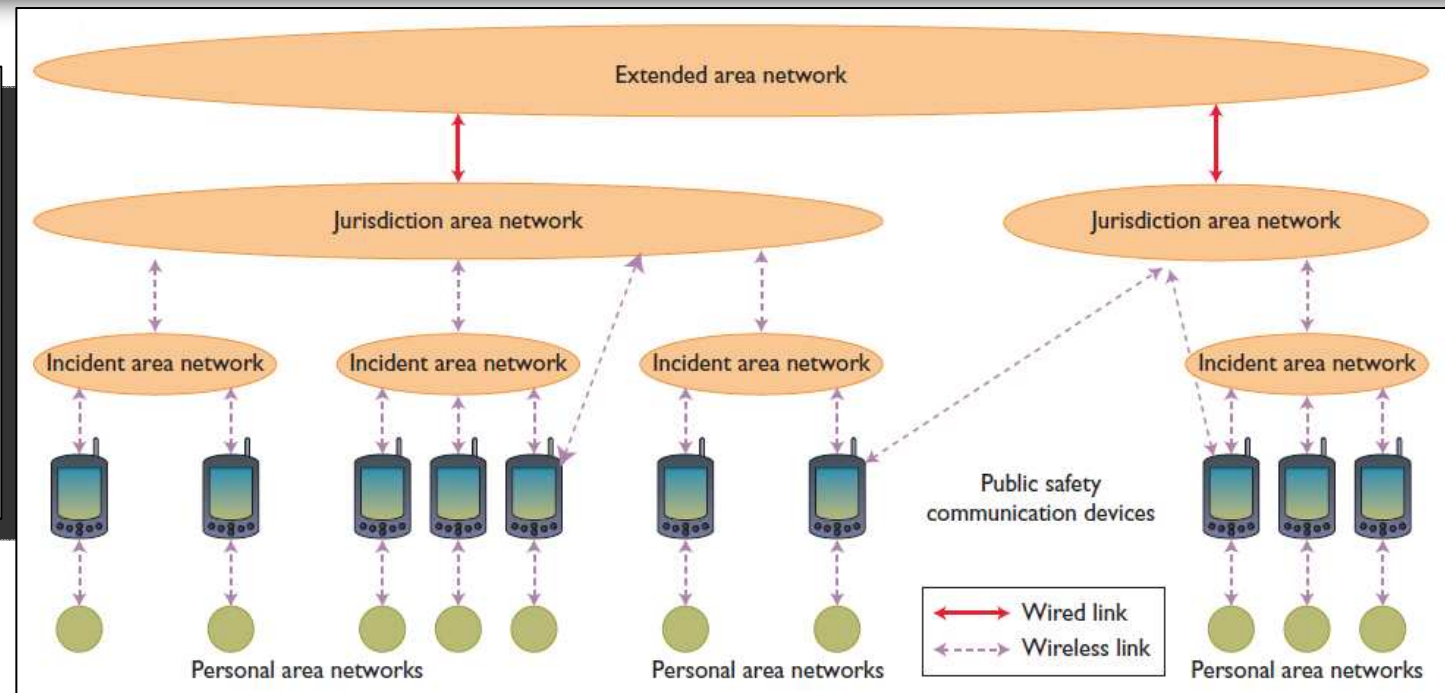 Extended area network
Jurisdiction area network
Jurisdiction area network
Incident area network
Incident area network
Incident area network
Incident area network
Public safety
communication devices
Wired link
Wireless link
Personal area networks
Personal area networks
Personal area networks